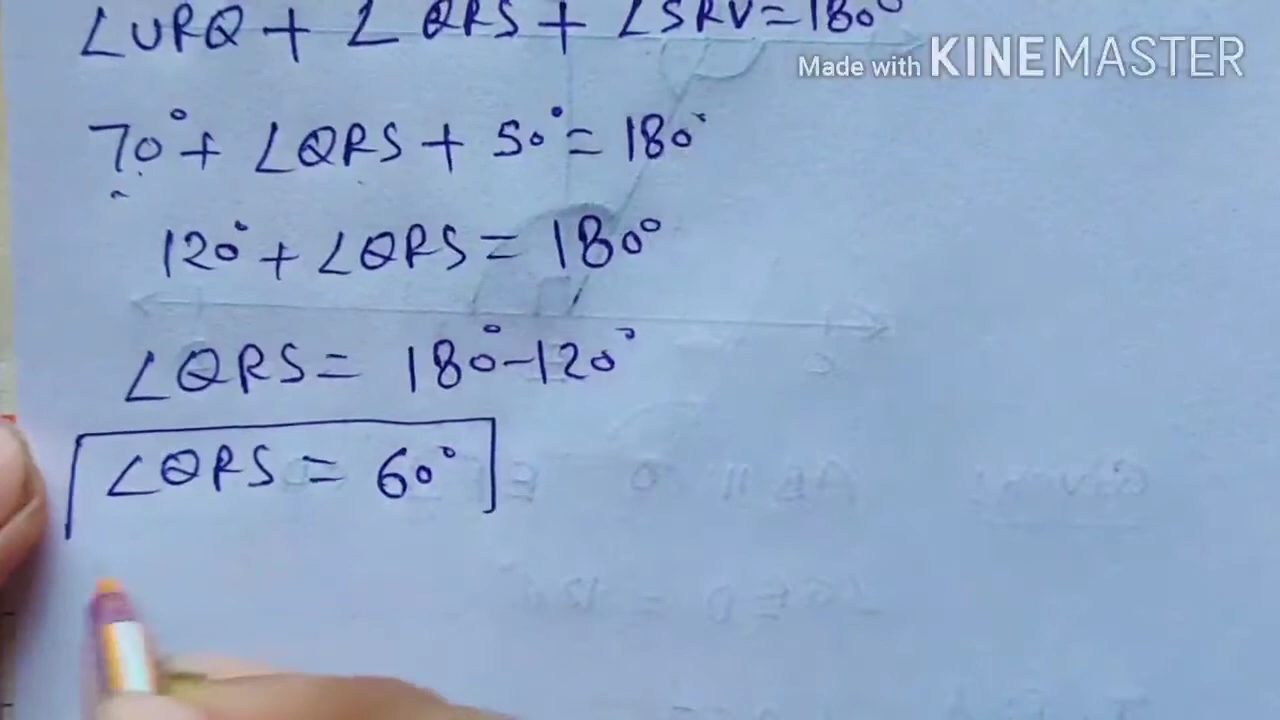 ∠URQ + ∠QRS + ∠SRV = 180°
Made with KINEMASTER
70° + ∠QRS + 50° = 180°
120° + ∠QRS = 180°
∠QRS = 180° - 120°
∠QRS = 60°